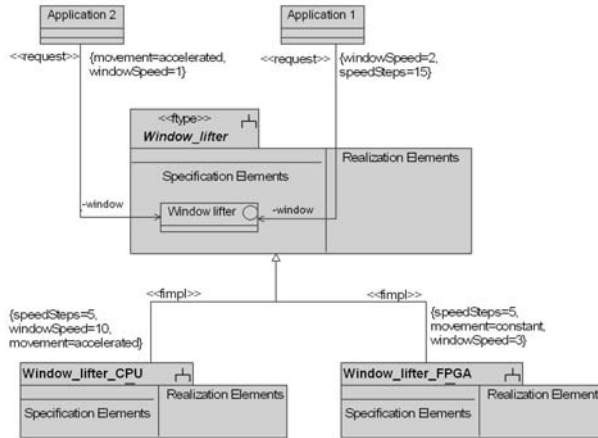 Application 2
Application 1
<<request>>
{movement=accelerated,
windowSpeed=1}
<<request>>
{windowSpeed=2,
speedSteps=15}
<<ftype>>
Window_lifter
Specification Elements
Realization Elements
-window
Window lifter
-window
<<fimpl>>
<<fimpl>>
{speedSteps=5,
windowSpeed=10,
movement=accelerated}
{speedSteps=5,
movement=constant,
windowSpeed=3}
Window_lifter_CPU
Realization Elements
Specification Elements
Window_lifter_FPGA
Realization Elements
Specification Elements